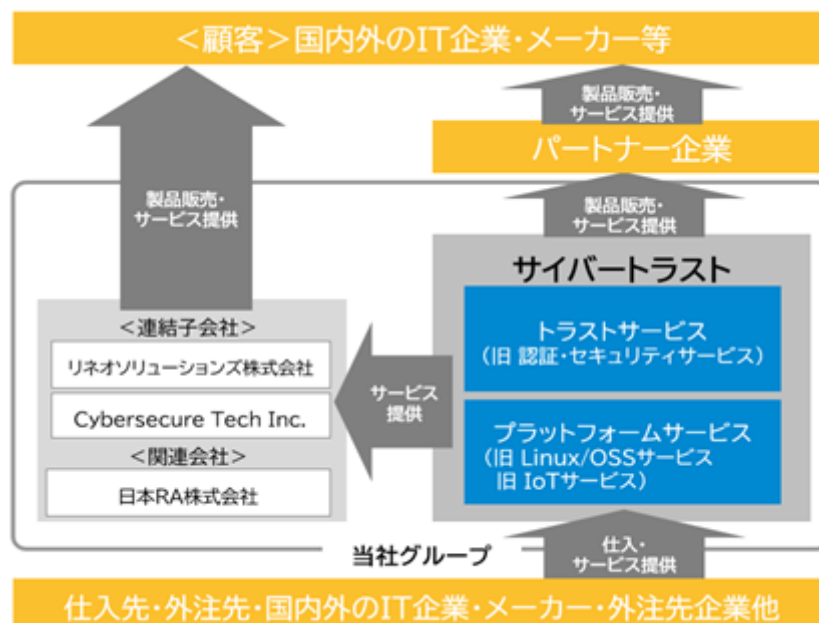 ＜顧客＞国内外のIT企業・メーカー等
製品販売・
サービス提供
パートナー企業
製品販売・
サービス提供
製品販売・
サービス提供
サイバートラスト
トラストサービス
（旧 認証・セキュリティサービス）
プラットフォームサービス
（旧 Linux/OSSサービス
旧 IoTサービス）
サービス
提供
＜連結子会社＞
リネオソリューションズ株式会社
Cybersecure Tech Inc.
＜関連会社＞
日本RA株式会社
当社グループ
仕入・
サービス提供
仕入先・外注先・国内外のIT企業・メーカー・外注先企業他